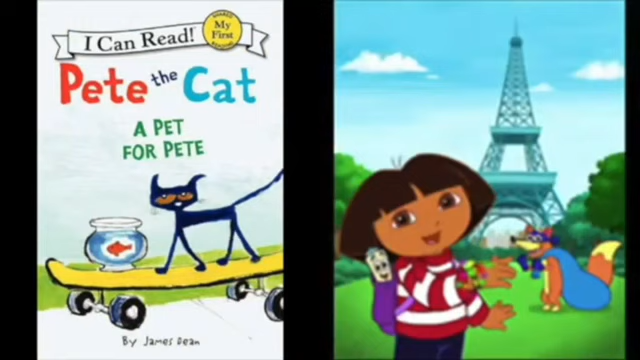 I Can Read!
My
First
Pete the Cat
A PET
FOR PETE
By James Dean